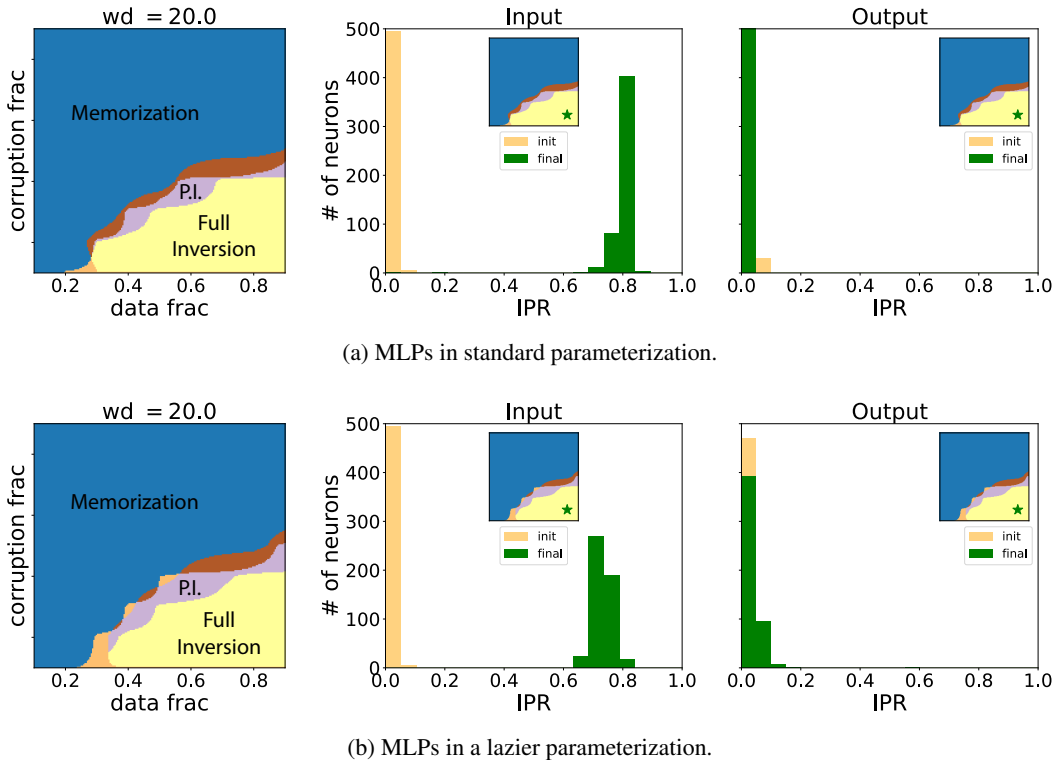 wd = 20.0
corruption frac
Memorization
P.I.
Full
Inversion
0.2 0.4 0.6 0.8
data frac
Input
# of neurons
500
400
300
200
100
0
init
final
0.0 0.2 0.4 0.6 0.8 1.0
IPR
Output
init
final
0.0 0.2 0.4 0.6 0.8 1.0
IPR
(a) MLPs in standard parameterization.
wd = 20.0
corruption frac
Memorization
P.I.
Full
Inversion
0.2 0.4 0.6 0.8
data frac
Input
# of neurons
500
400
300
200
100
0
init
final
0.0 0.2 0.4 0.6 0.8 1.0
IPR
Output
init
final
0.0 0.2 0.4 0.6 0.8 1.0
IPR
(b) MLPs in a lazier parameterization.